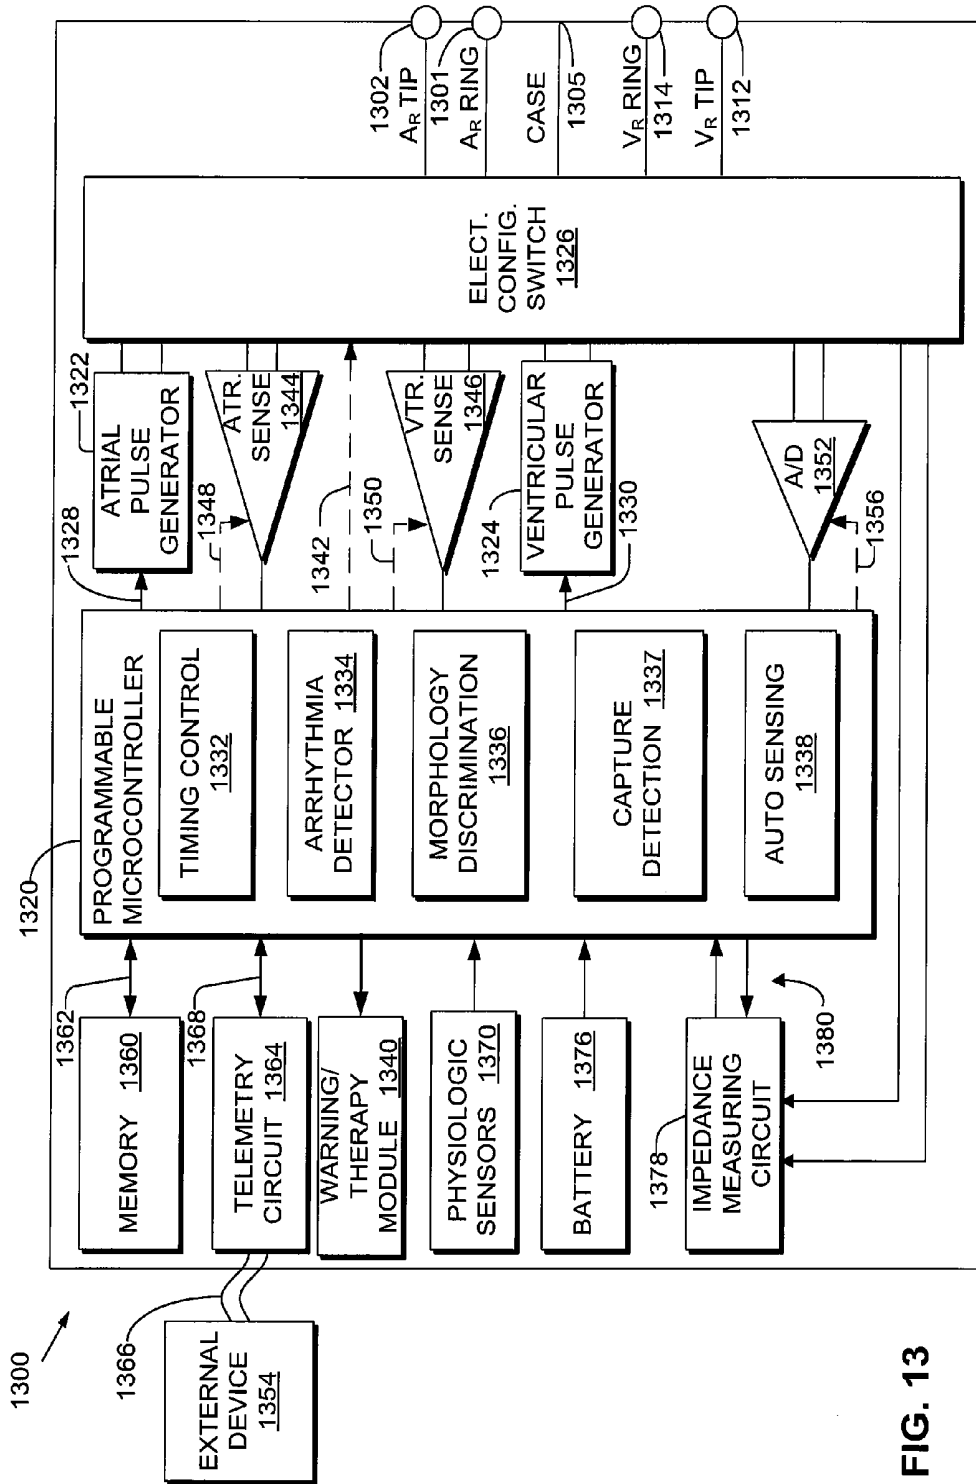 1300
EXTERNAL
DEVICE
1354
1366
MEMORY 1360
1362
TELEMETRY
CIRCUIT 1364
1368
WARNING/
THERAPY
MODULE 1340
PHYSIOLOGIC
SENSORS 1370
BATTERY 1376
1378
IMPEDANCE
MEASURING
CIRCUIT
1380
1320
PROGRAMMABLE
MICROCONTROLLER
TIMING CONTROL
1332
ARRHYTHMIA
DETECTOR 1334
MORPHOLOGY
DISCRIMINATION
1336
CAPTURE
DETECTION 1337
AUTO SENSING
1338
1328
1322
ATRIAL
PULSE
GENERATOR
1348
ATR.
SENSE
1344
1342
1350
VTR.
SENSE
1346
1324
VENTRICULAR
PULSE
GENERATOR
1330
A/D
1352
1356
ELECT.
CONFIG.
SWITCH
1326
1302
AR TIP
1301
AR RING
CASE
1305
VR RING
1314
VR TIP
1312
FIG. 13